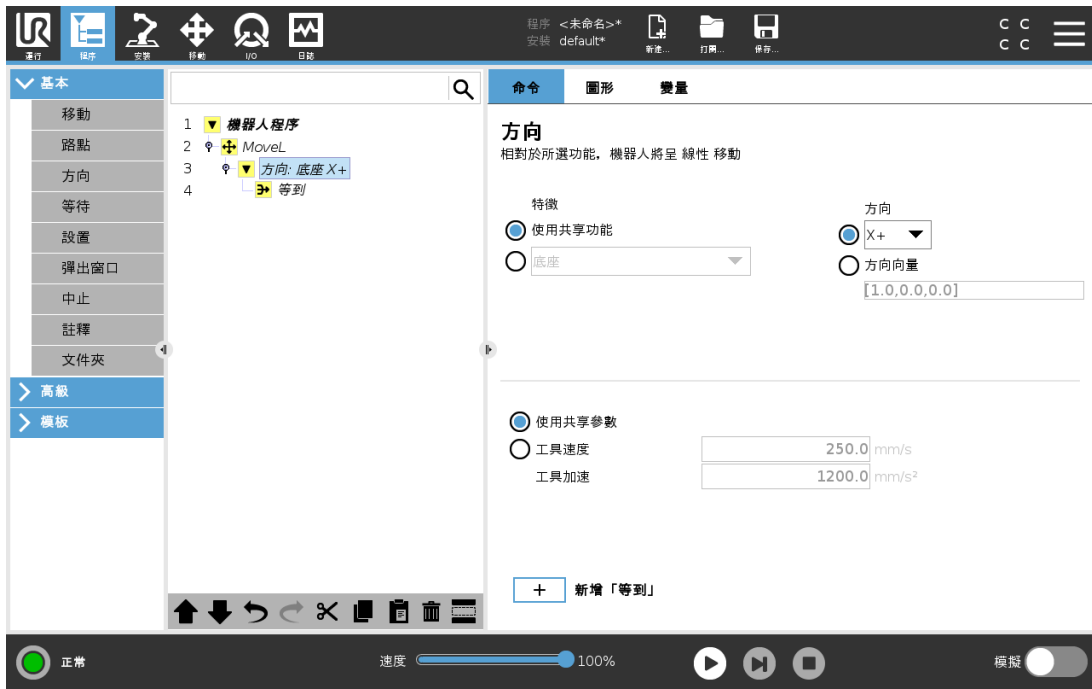 程序 <未命名>*
安裝 default*
運行 程序 安裝 移動 I/O 日誌 新建... 打開... 保存...
C C
C C
基本
移動
路點
方向
等待
設置
彈出窗口
中止
註釋
文件夾
高級
模板
1 機器人程序
2 MoveL
3 方向: 底座 X+
4 等到
命令 圖形 變量
方向
相對於所選功能，機器人將呈 線性 移動
特徵
使用共享功能
底座
方向
X+
方向向量
[1.0,0.0,0.0]
使用共享參數
工具速度 250.0 mm/s
工具加速 1200.0 mm/s²
+ 新增「等到」
正常 速度 100% 模擬